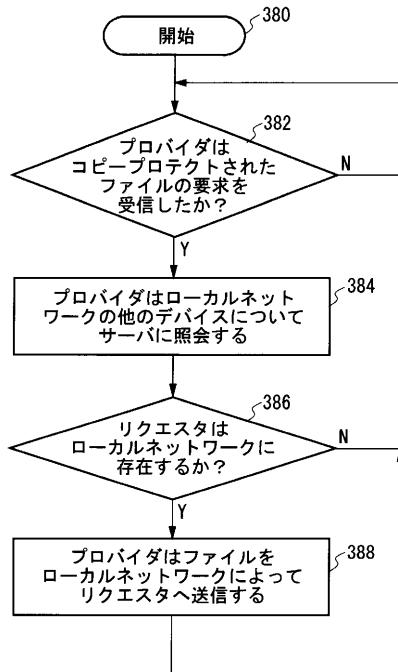 開始
380
プロバイダは
コピープロテクトされた
ファイルの要求を
受信したか？
382
N
Y
プロバイダはローカルネット
ワークの他のデバイスについて
サーバに照会する
384
リクエスタは
ローカルネットワークに
存在するか？
386
N
Y
プロバイダはファイルを
ローカルネットワークによって
リクエスタへ送信する
388